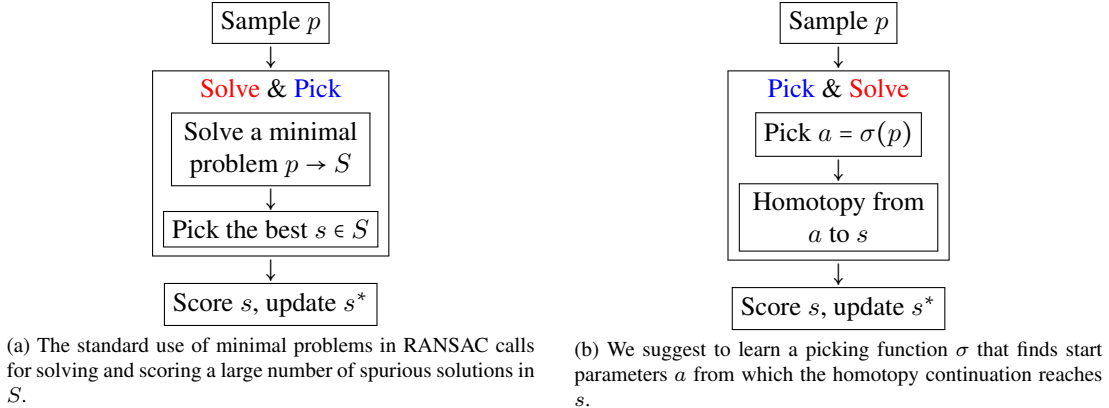 Sample p
Solve & Pick
Solve a minimal
problem p → S
Pick the best s ∈ S
Score s, update s*
(a) The standard use of minimal problems in RANSAC calls
for solving and scoring a large number of spurious solutions in
S.
Sample p
Pick & Solve
Pick a = σ(p)
Homotopy from
a to s
Score s, update s*
(b) We suggest to learn a picking function σ that finds start
parameters a from which the homotopy continuation reaches
s.